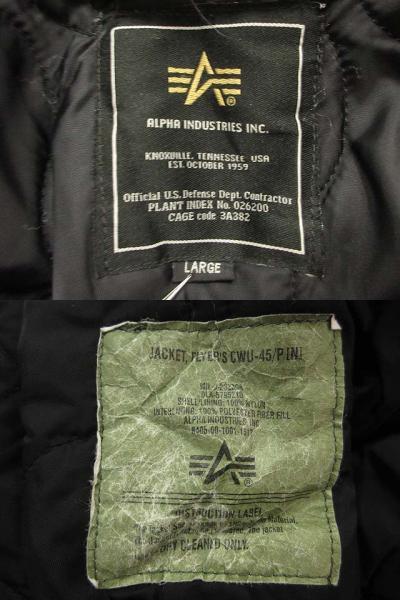 ALPHA INDUSTRIES INC.
KNOXVILLE, TENNESSEE USA
EST. OCTOBER 1959
Official U.S. Defense Dept. Contractor
PLANT INDEX No. 026200
CAGE code 3A382
LARGE
JACKET, FLYER'S CWU-45/P [N]
SHELL/LINING: 100% NYLON
INTERLINING: 100% POLYESTER FIBER FILL
ALPHA INDUSTRIES, INC
INSTRUCTION LABEL
DRY CLEANED ONLY.